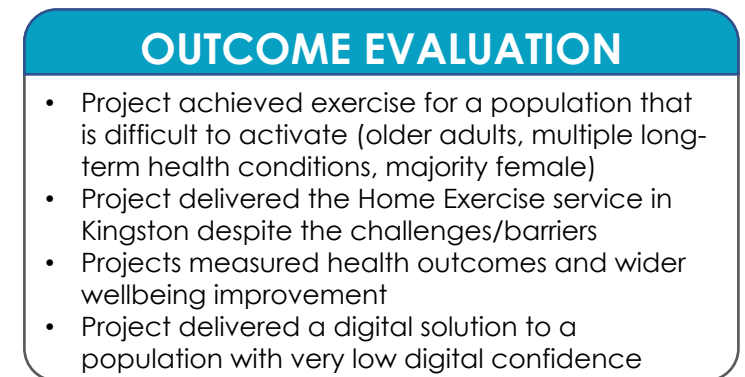 OUTCOME EVALUATION
• Project achieved exercise for a population that
is difficult to activate (older adults, multiple long-
term health conditions, majority female)
• Project delivered the Home Exercise service in
Kingston despite the challenges/barriers
• Projects measured health outcomes and wider
wellbeing improvement
• Project delivered a digital solution to a
population with very low digital confidence